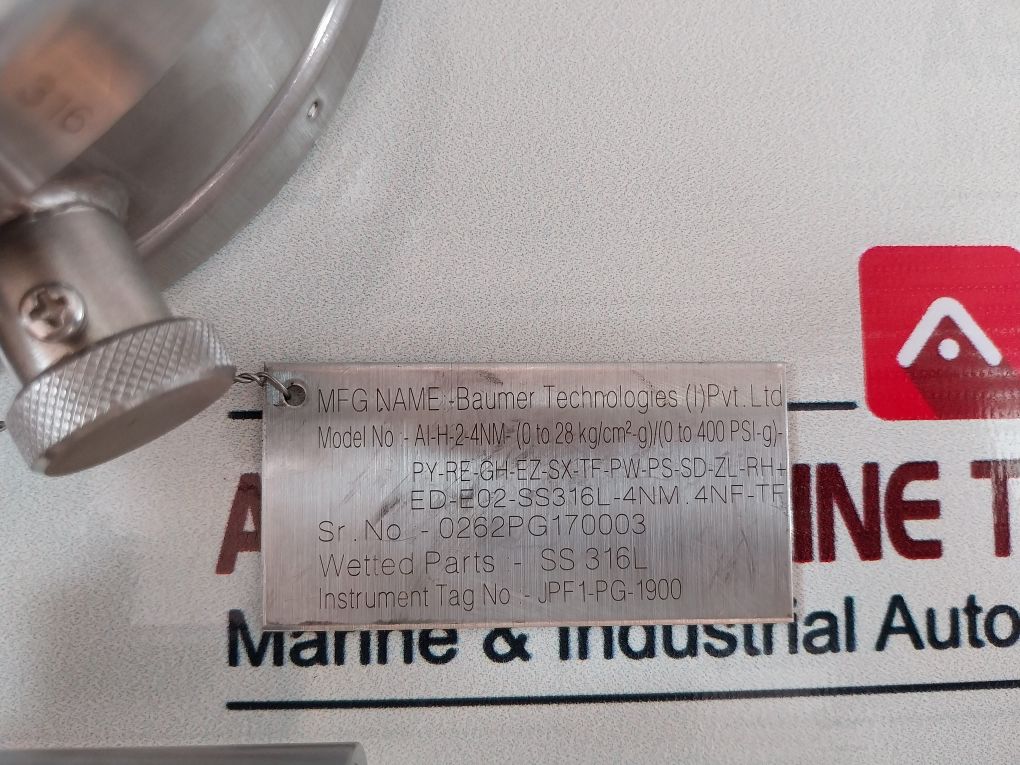 316
MFG NAME :-Baumer Technologies (I)Pvt. Ltd
Model No :- AI-H-2-4NM- (0 to 28 kg/cm²-g)/(0 to 400 PSI-g)-
PY-RE-GH-EZ-SX-TF-PW-PS-SD-ZL-RH+
ED-E02-SS316L-4NM.4NF-TF
Sr. No :- 0262PG170003
Wetted Parts :- SS 316L
Instrument Tag No :- JPF1-PG-1900
Marine & Industrial Auto